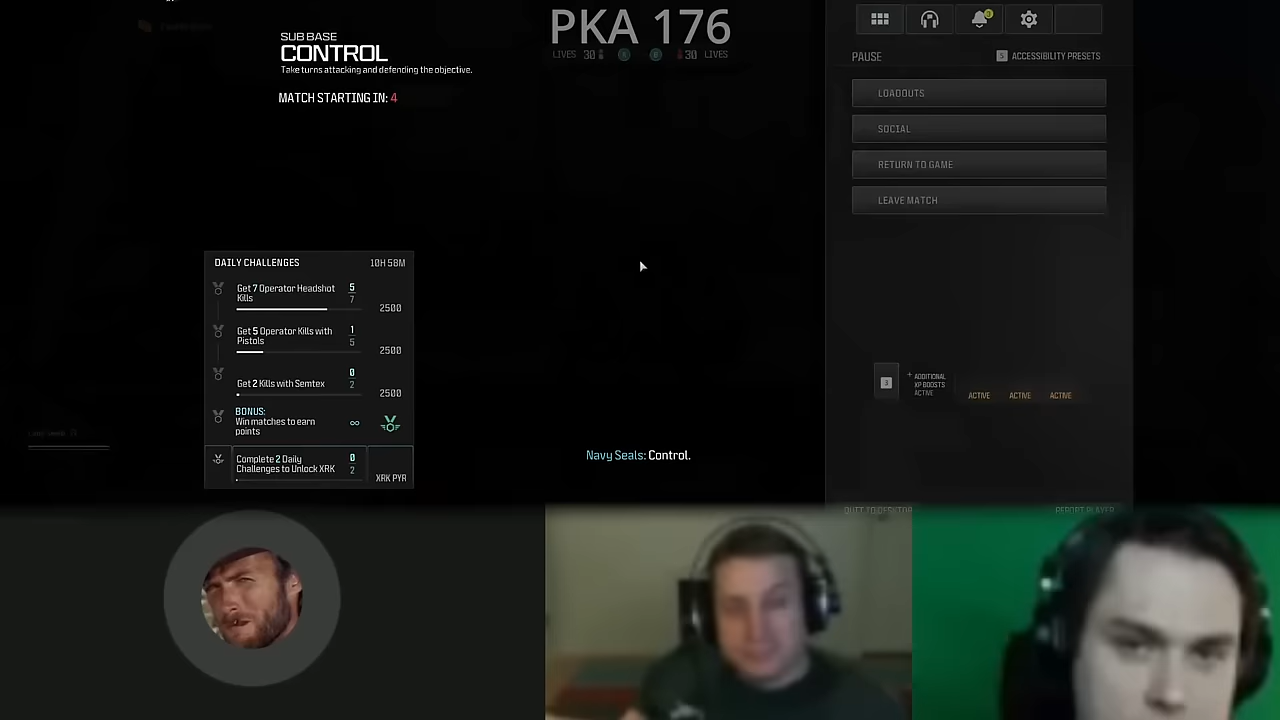 PKA 176
SUB BASE
CONTROL
Take turns attacking and defending the objective.
MATCH STARTING IN: 4
LIVES 30
30 LIVES
PAUSE
5 ACCESSIBILITY PRESETS
LOADOUTS
SOCIAL
RETURN TO GAME
LEAVE MATCH
DAILY CHALLENGES 10H 58M
Get 7 Operator Headshot
Kills
5
7
2500
Get 5 Operator Kills with
Pistols
1
5
2500
Get 2 Kills with Semtex
0
2
2500
BONUS:
Win matches to earn
points
∞
Complete 2 Daily
Challenges to Unlock XRK
0
2
XRK PYR
3
+ ADDITIONAL
XP BOOSTS
ACTIVE
ACTIVE ACTIVE ACTIVE
Navy Seals: Control.
QUIT TO DESKTOP
REPORT PLAYER